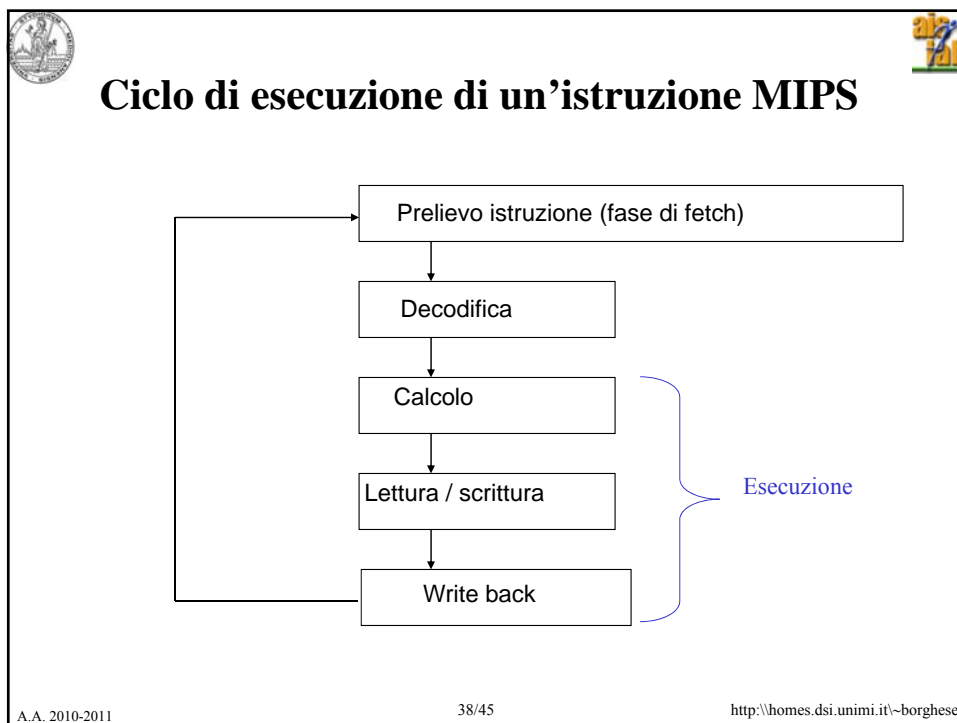 Ciclo di esecuzione di un’istruzione MIPS
Prelievo istruzione (fase di fetch)
Decodifica
Calcolo
Lettura / scrittura
Esecuzione
Write back
A.A. 2010-2011
38/45
http:\\homes.dsi.unimi.it\~borghese